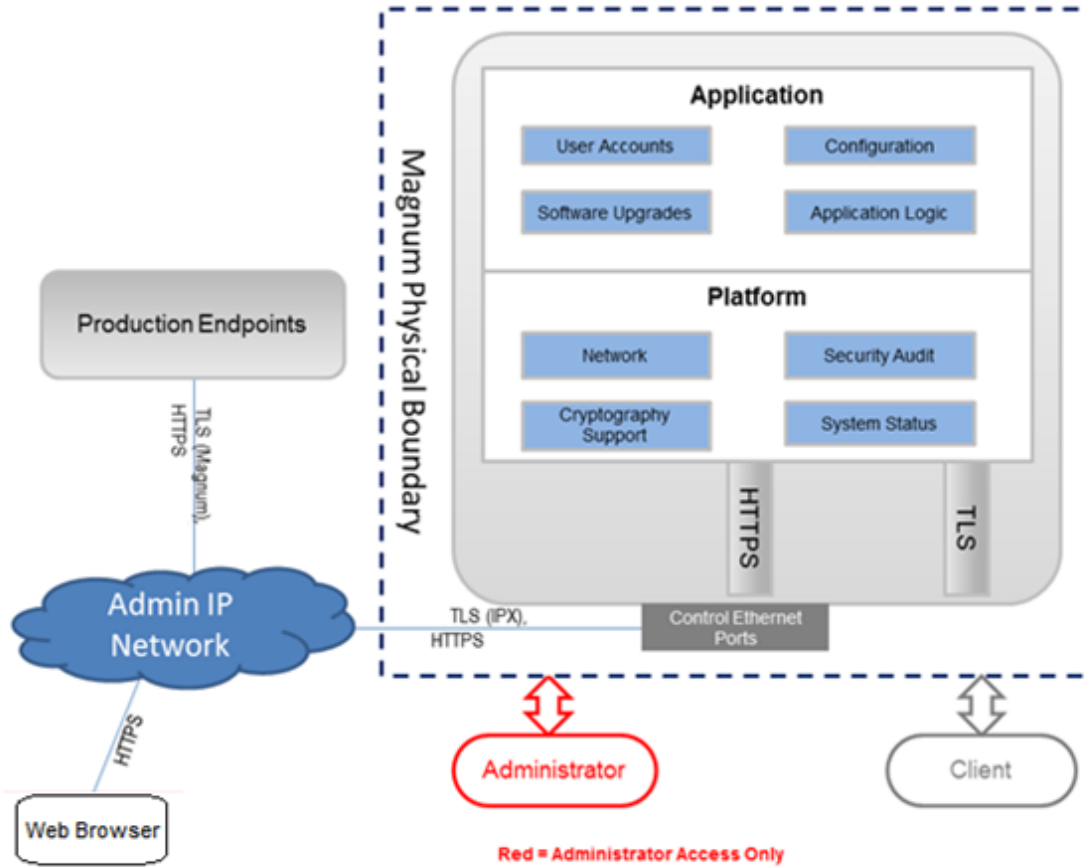 Application
User Accounts
Configuration
Software Upgrades
Application Logic
Magnum Physical Boundary
Platform
Production Endpoints
Network
Security Audit
Cryptography
Support
System Status
TLS (Magnum),
HTTPS
HTTPS
TLS
Admin IP
Network
TLS (IPX),
HTTPS
Control Ethernet
Ports
HTTPS
Administrator
Client
Web Browser
Red = Administrator Access Only